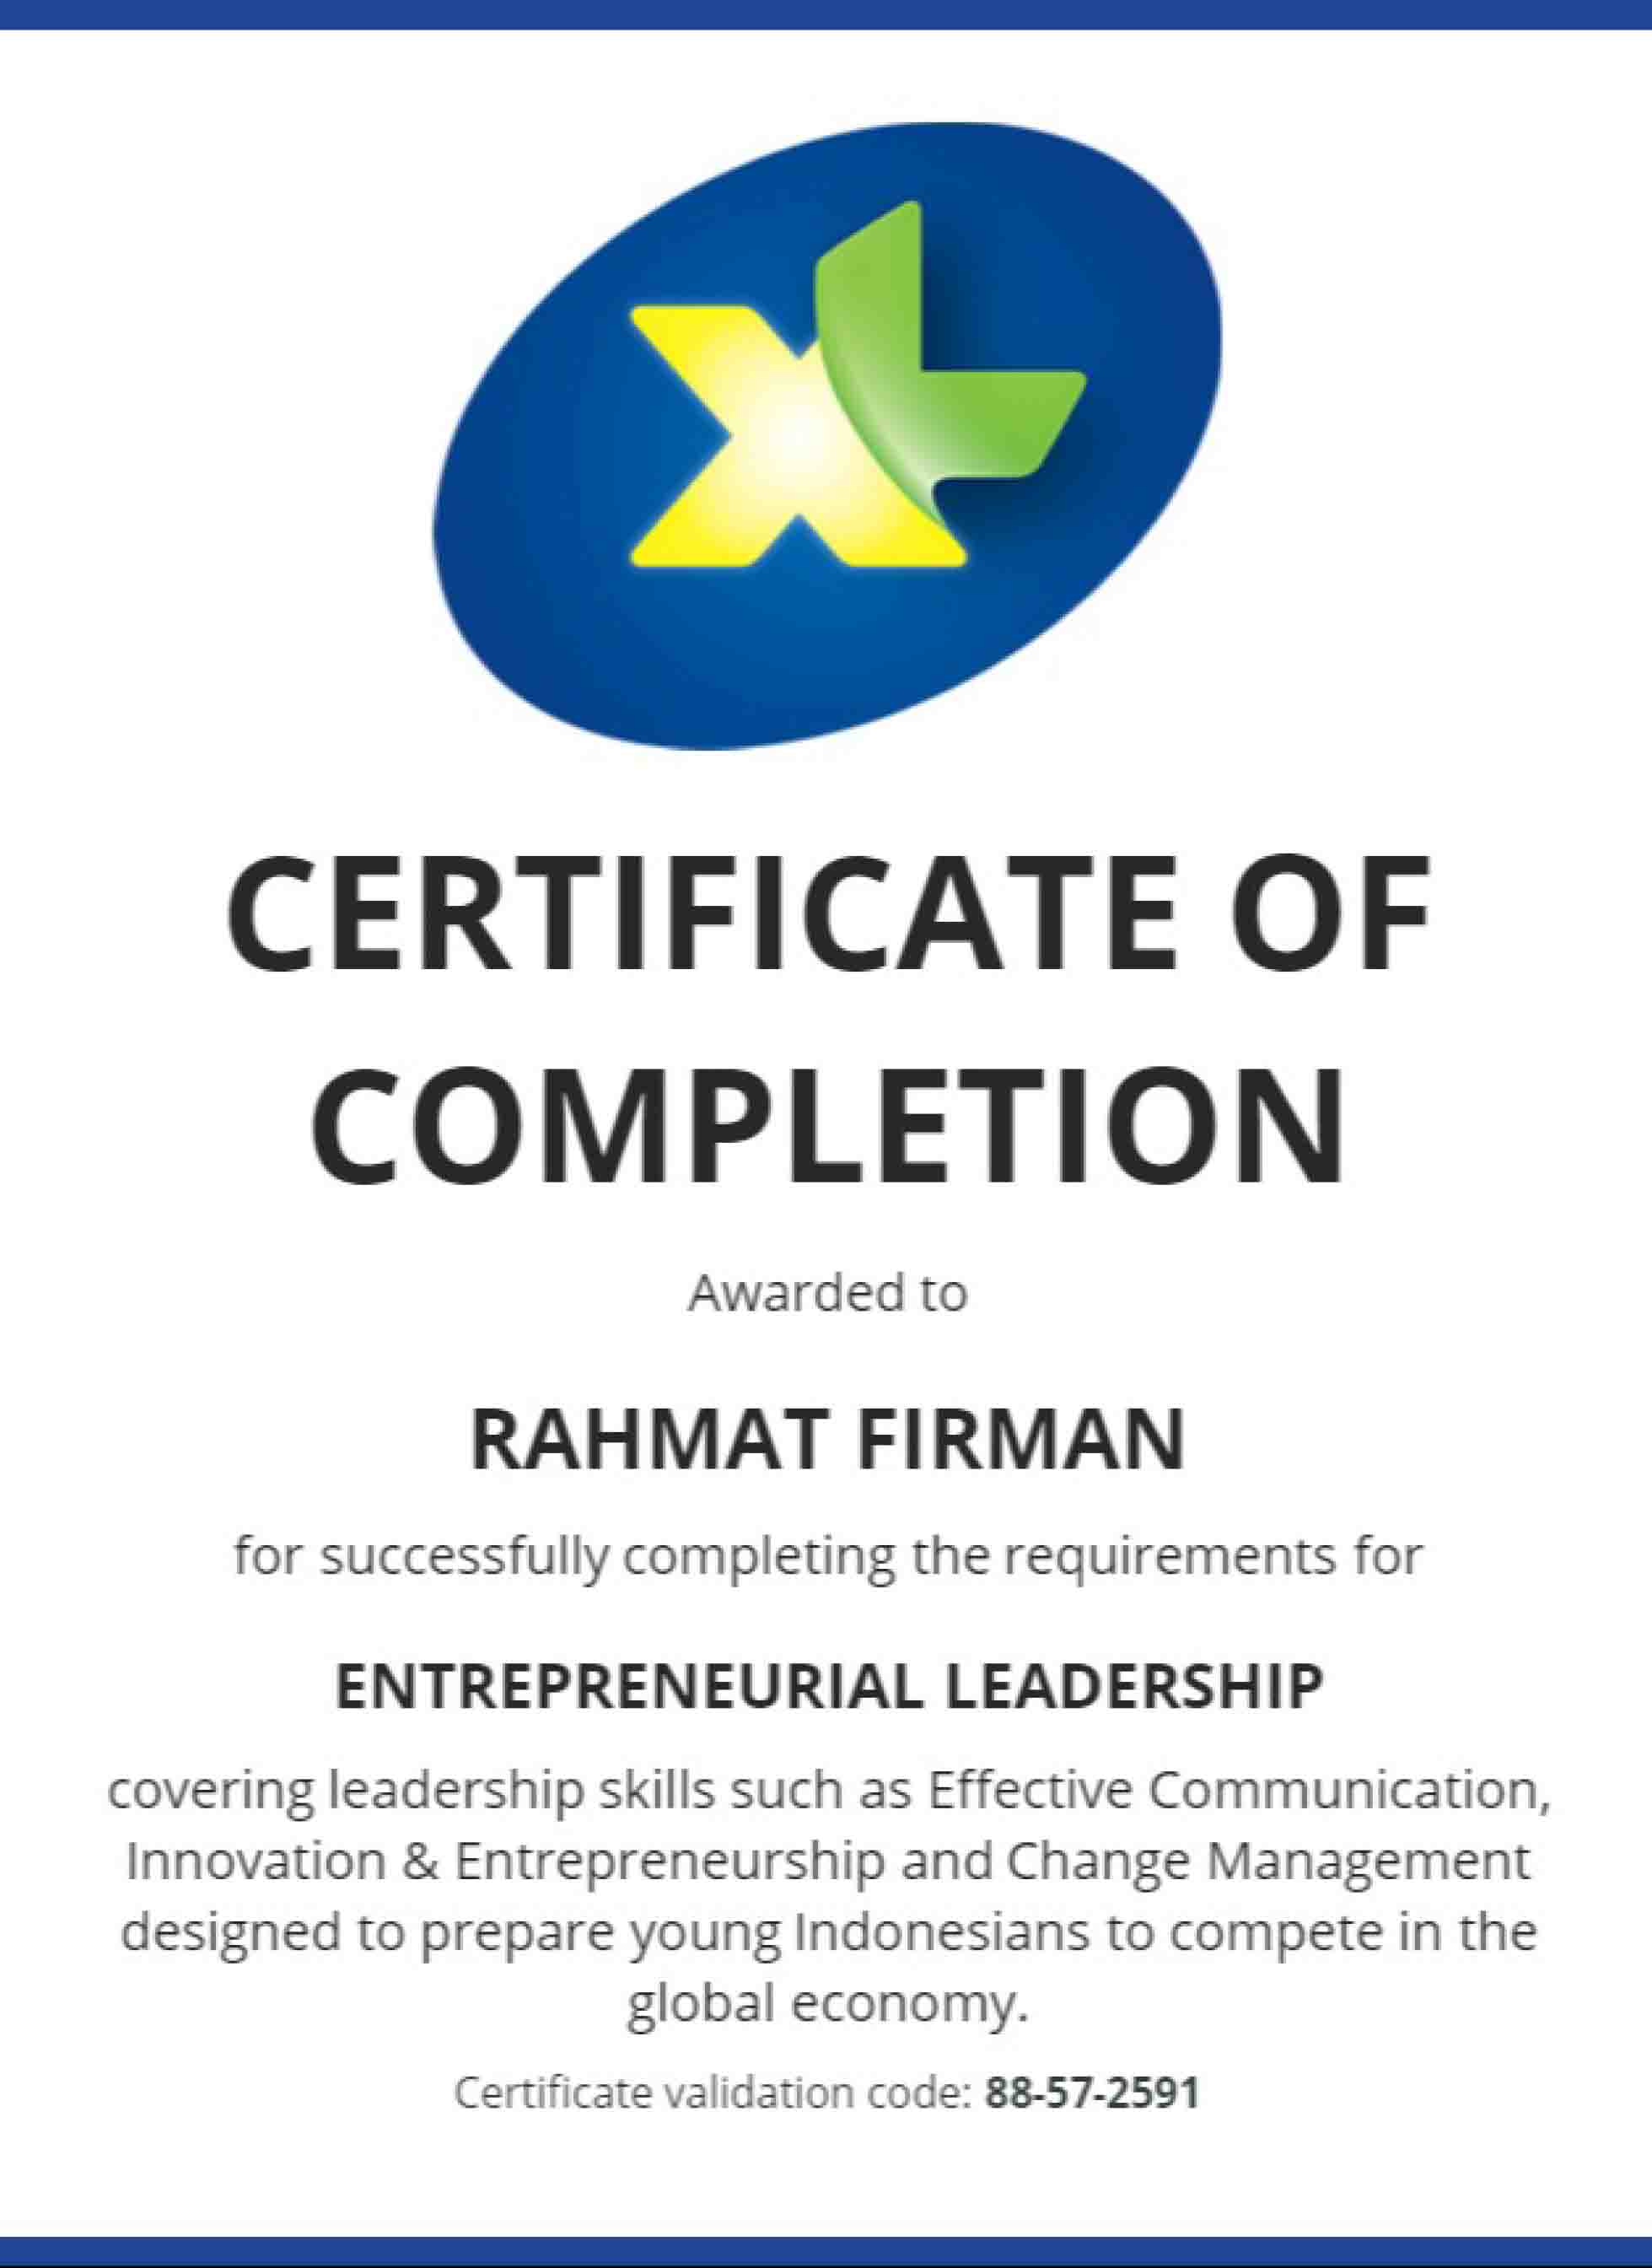 XL
CERTIFICATE OF
COMPLETION
Awarded to
RAHMAT FIRMAN
for successfully completing the requirements for
ENTREPRENEURIAL LEADERSHIP
covering leadership skills such as Effective Communication,
Innovation & Entrepreneurship and Change Management
designed to prepare young Indonesians to compete in the
global economy.
Certificate validation code: 88-57-2591